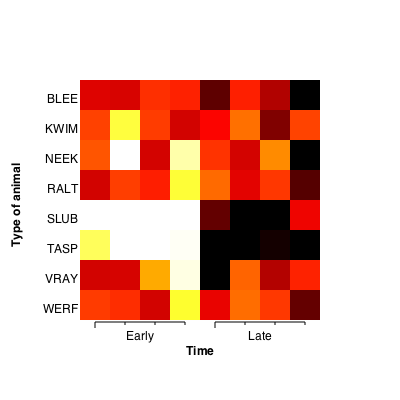 BLEE
KWIM
NEEK
RALT
SLUB
TASP
VRAY
WERF
Type of animal
Early Late
Time